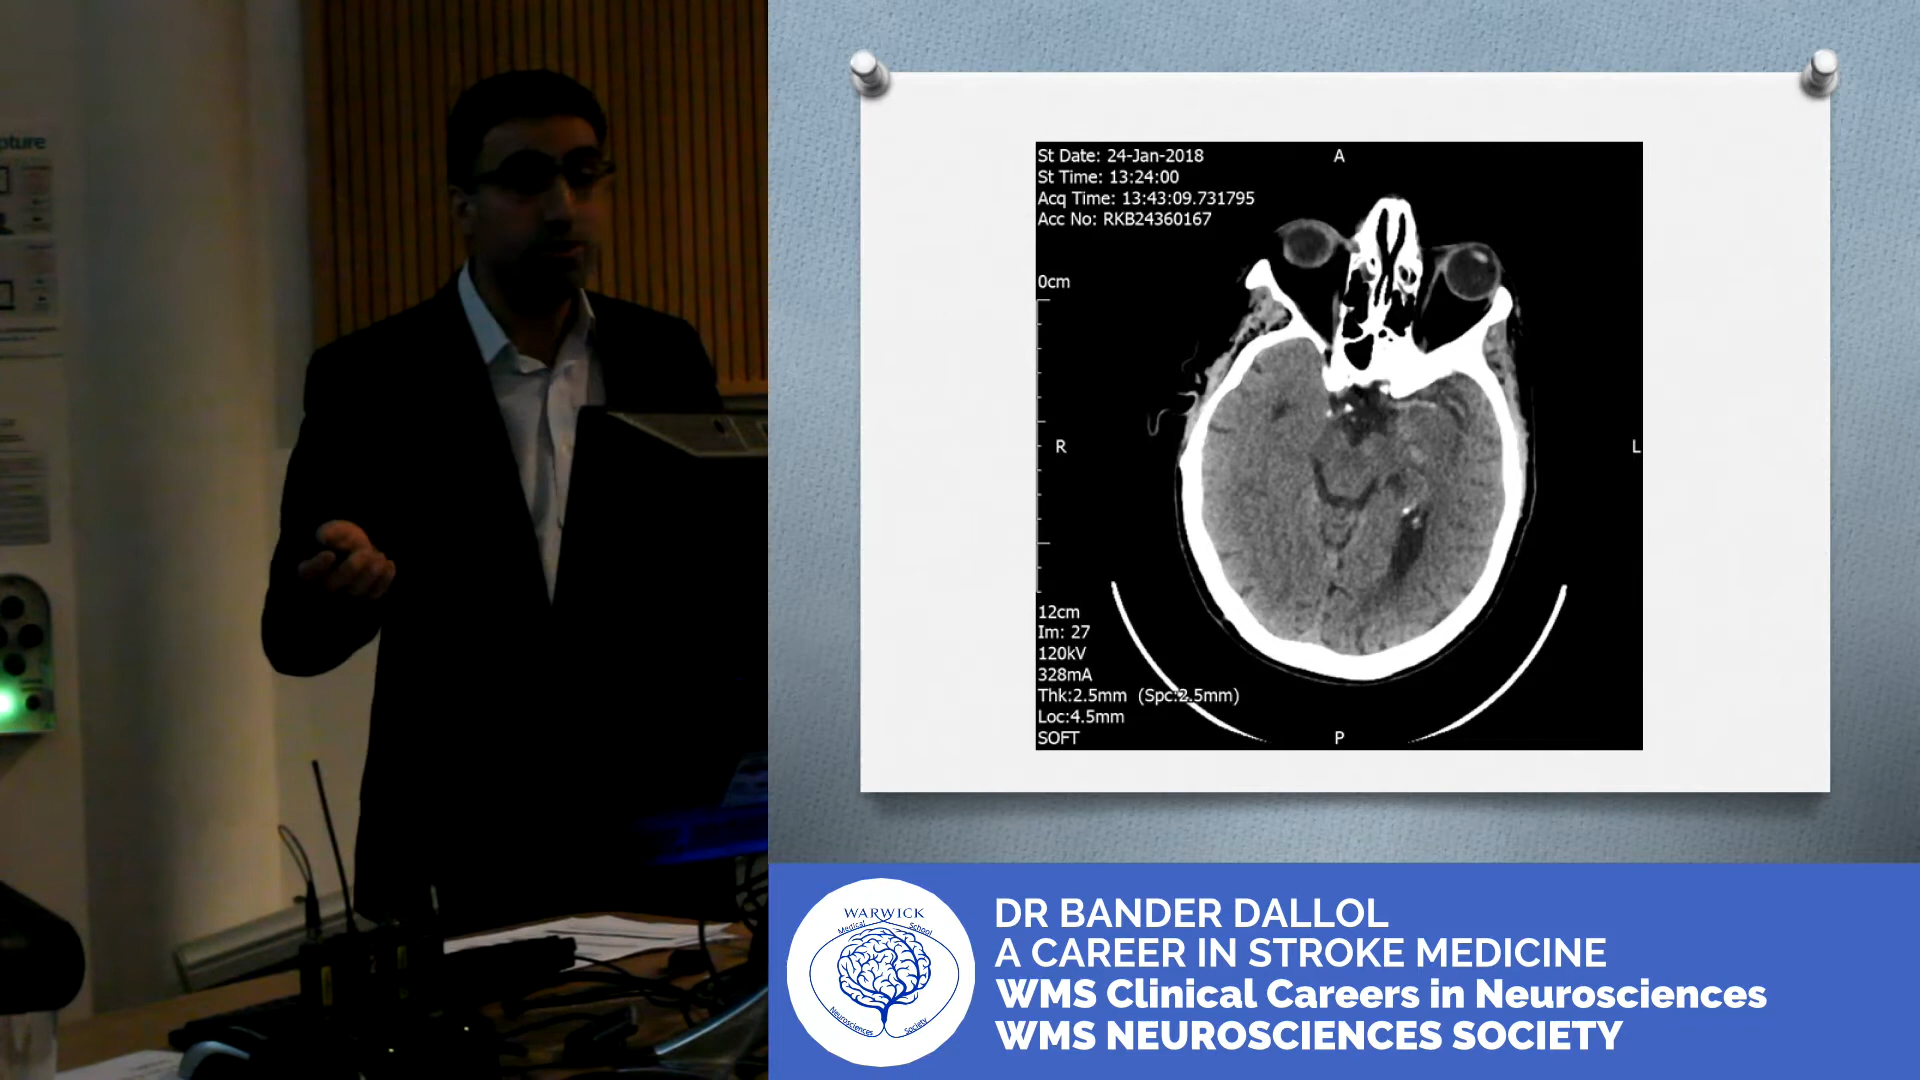 pture
St Date: 24-Jan-2018
St Time: 13:24:00
Acq Time: 13:43:09.731795
Acc No: RKB24360167
A
0cm
R
L
12cm
Im: 27
120kV
328mA
Thk:2.5mm (Spc:2.5mm)
Loc:4.5mm
SOFT
P
WARWICK
Medical School
Neurosciences Society
DR BANDER DALLOL
A CAREER IN STROKE MEDICINE
WMS Clinical Careers in Neurosciences
WMS NEUROSCIENCES SOCIETY